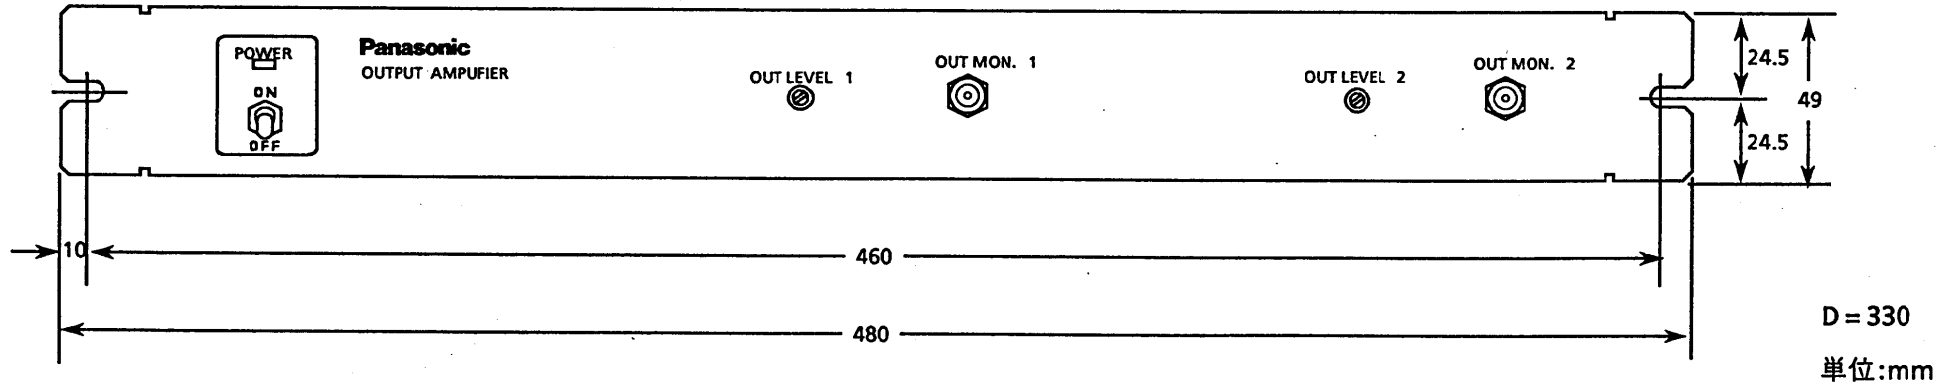 POWER
ON
OFF
Panasonic
OUTPUT AMPUFIER
OUT LEVEL 1
OUT MON. 1
OUT LEVEL 2
OUT MON. 2
24.5
49
24.5
10
460
480
D = 330
単位:mm